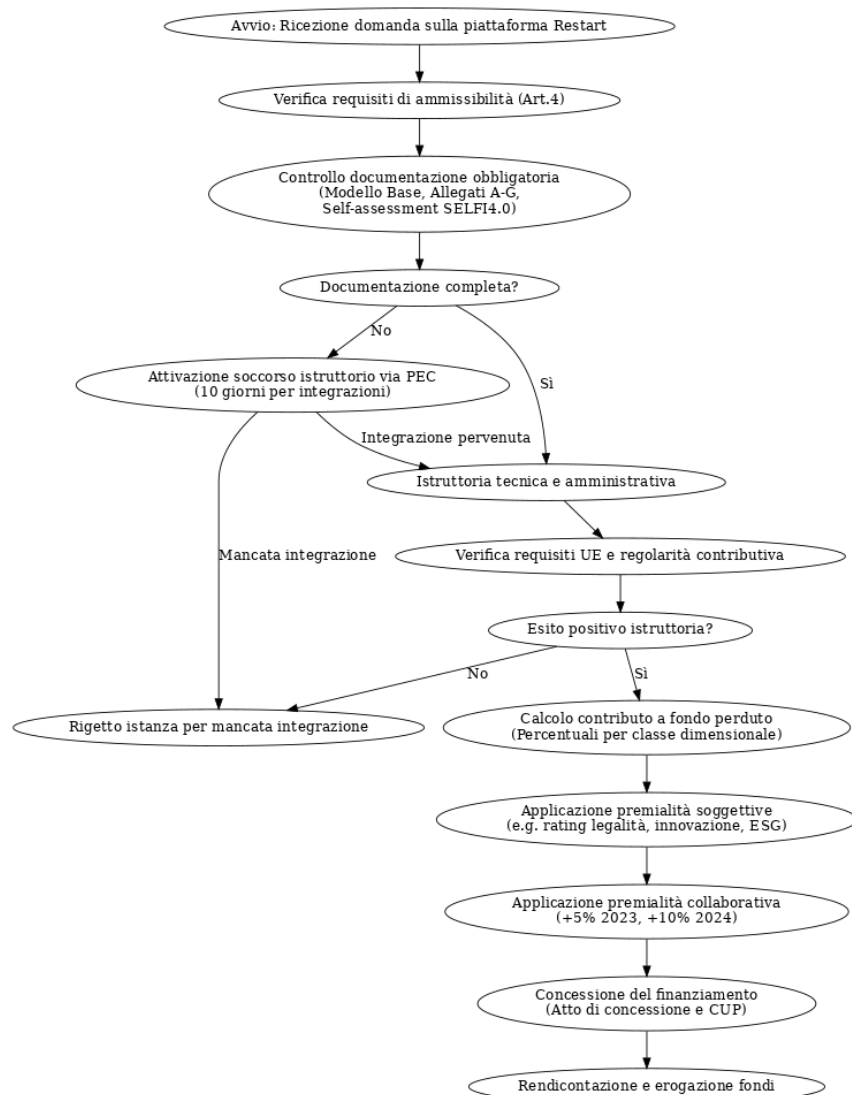 Avvio: Ricezione domanda sulla piattaforma Restart
Verifica requisiti di ammissibilità (Art.4)
Controllo documentazione obbligatoria
(Modello Base, Allegati A-G,
Self-assessment SELFI4.0)
Documentazione completa?
No
Attivazione soccorso istruttorio via PEC
(10 giorni per integrazioni)
Sì
Integrazione pervenuta
Istruttoria tecnica e amministrativa
Mancata integrazione
Verifica requisiti UE e regolarità contributiva
Esito positivo istruttoria?
No
Sì
Rigetto istanza per mancata integrazione
Calcolo contributo a fondo perduto
(Percentuali per classe dimensionale)
Applicazione premialità soggettive
(e.g. rating legalità, innovazione, ESG)
Applicazione premialità collaborativa
(+5% 2023, +10% 2024)
Concessione del finanziamento
(Atto di concessione e CUP)
Rendicontazione e erogazione fondi